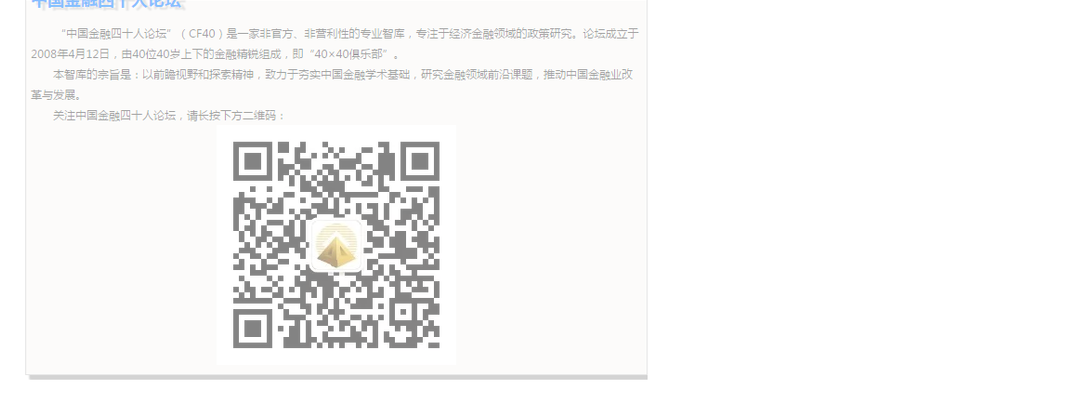 中国金融四十人论坛
“中国金融四十人论坛”（CF40）是一家非官方、非营利性的专业智库，专注于经济金融领域的政策研究。论坛成立于
2008年4月12日，由40位40岁上下的金融精锐组成，即“40×40俱乐部”。
本智库的宗旨是：以前瞻视野和探索精神，致力于夯实中国金融学术基础，研究金融领域前沿课题，推动中国金融业改
革与发展。
关注中国金融四十人论坛，请长按下方二维码：